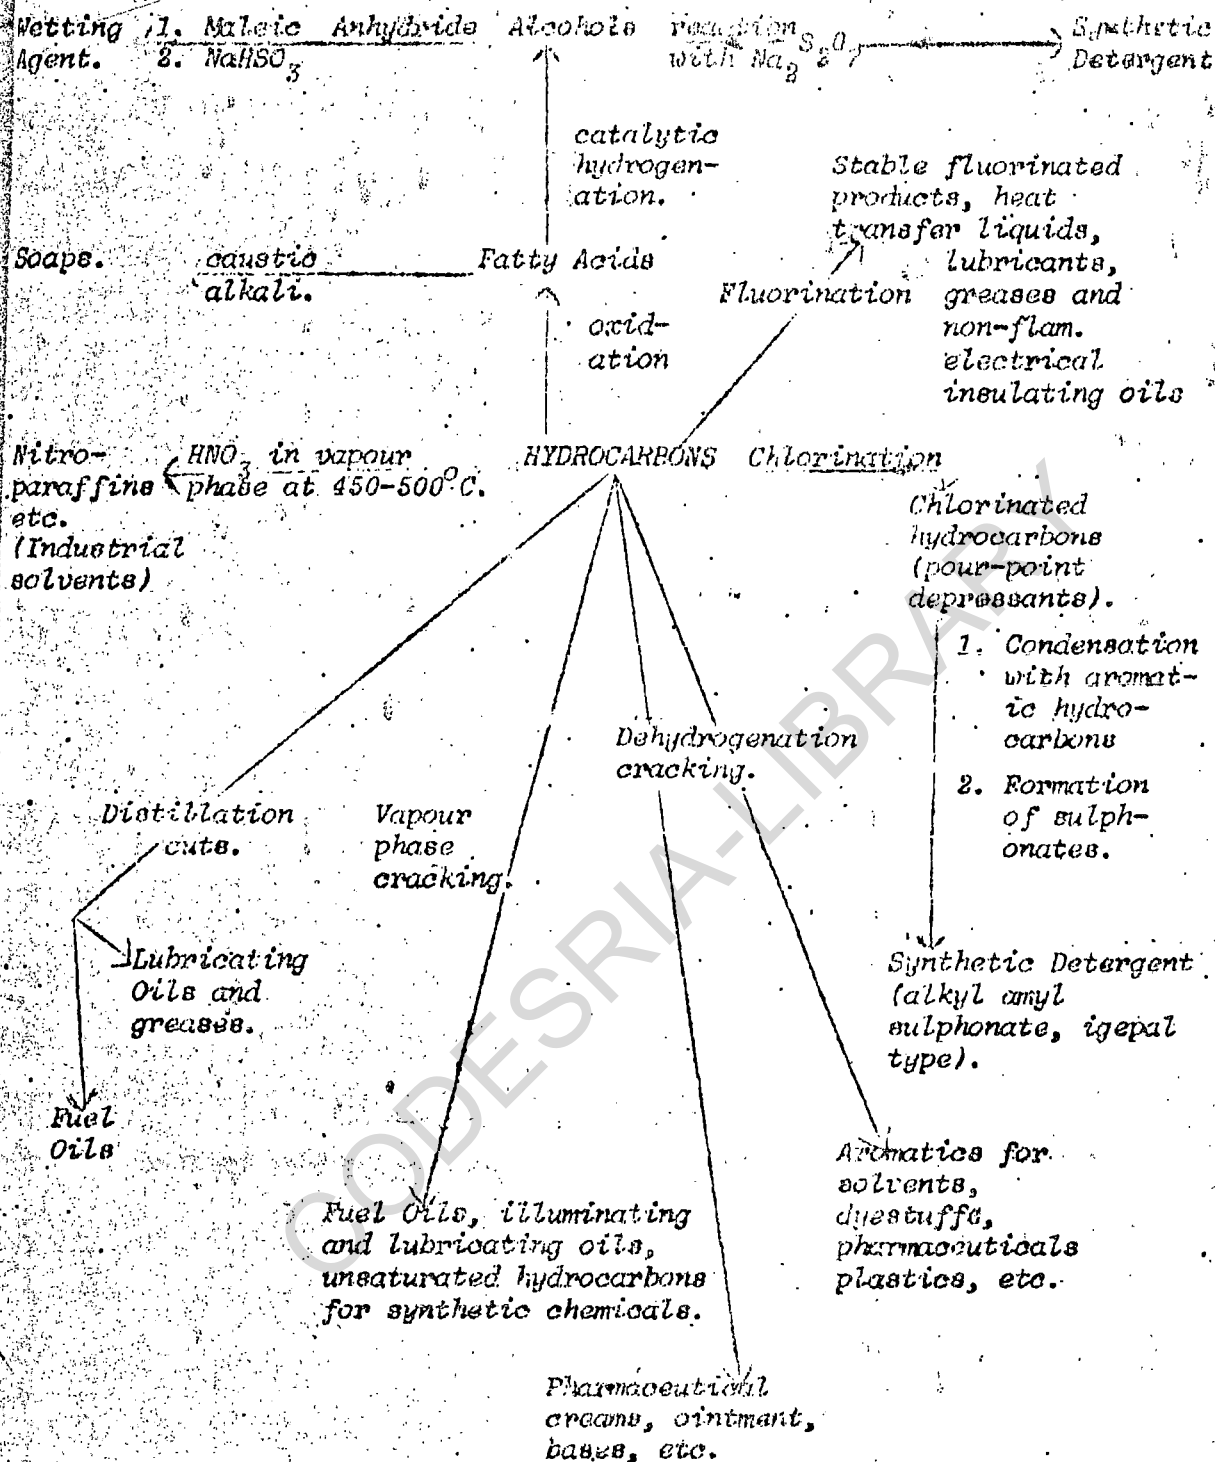 Wetting 1. Maleic Anhydride Alcohols reaction Synthetic
Agent. 2. NaHSO3 with Na2S2O7 Detergent
catalytic
hydrogen-
ation.
Stable fluorinated
products, heat
transfer liquids,
lubricants,
greases and
non-flam.
electrical
insulating oils
Soaps. caustic Fatty Acids
alkali.
Fluorination
oxid-
ation
Nitro- HNO3 in vapour HYDROCARBONS Chlorination
paraffins phase at 450-500°C.
etc.
(Industrial
solvents)
Chlorinated
hydrocarbons
(pour-point
depressants).
1. Condensation
with aromat-
ic hydro-
carbons
2. Formation
of sulph-
onates.
Dehydrogenation
cracking.
Distillation
cuts.
Vapour
phase
cracking.
Lubricating
Oils and
greases.
Synthetic Detergent
(alkyl amyl
sulphonate, igepal
type).
Fuel
Oils
Aromatics for
solvents,
dyestuffs,
pharmaceuticals
plastics, etc.
Fuel Oils, illuminating
and lubricating oils,
unsaturated hydrocarbons
for synthetic chemicals.
Pharmaceutical
creams, ointment,
bases, etc.
CODESRIA-LIBRARY